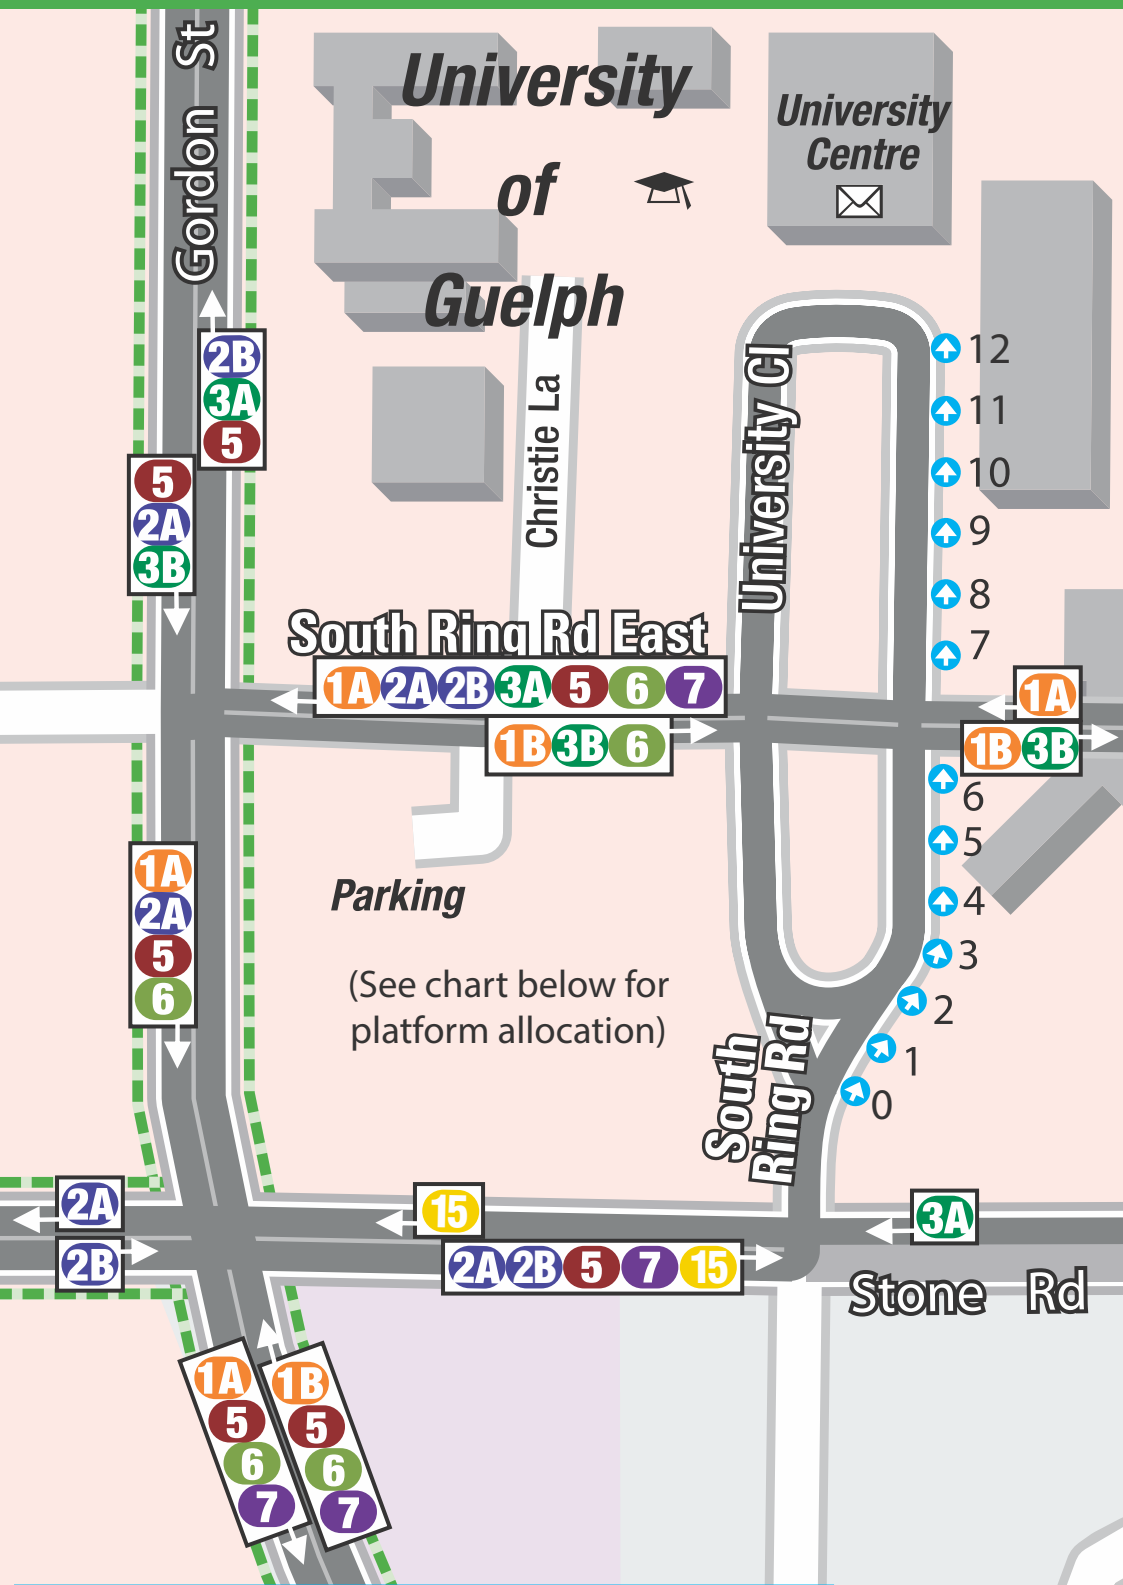 Gordon St
University
of
Guelph
University
Centre
12
11
10
9
8
7
6
5
4
3
2
1
0
University Cl
Christie La
2B
3A
5
5
2A
3B
South Ring Rd East
1A 2A 2B 3A 5 6 7
1B 3B 6
1A
1B 3B
1A
2A
5
6
Parking
(See chart below for
platform allocation)
South
Ring Rd
2A
2B
15
2A 2B 5 7 15
3A
Stone Rd
1A
5
6
7
1B
5
6
7